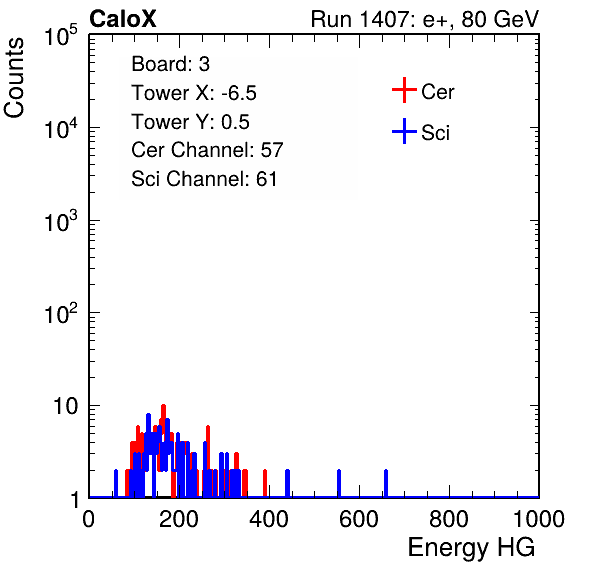 CaloX Run 1407: e+, 80 GeV
Counts
Board: 3
Tower X: -6.5
Tower Y: 0.5
Cer Channel: 57
Sci Channel: 61
Cer
Sci
10^5
10^4
10^3
10^2
10
1
0 200 400 600 800 1000
Energy HG